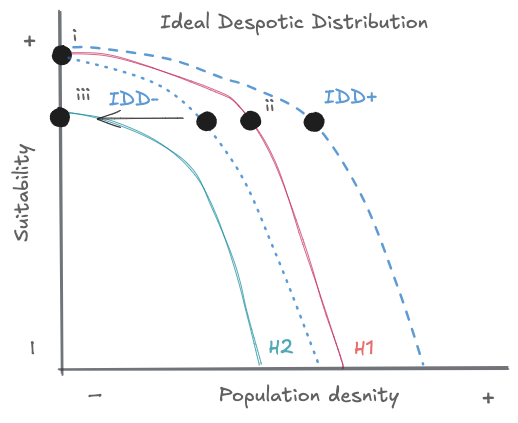 Ideal Despotic Distribution
+
i
iii
IDD-
ii
IDD+
Suitability
-
H2
H1
- Population desnity +